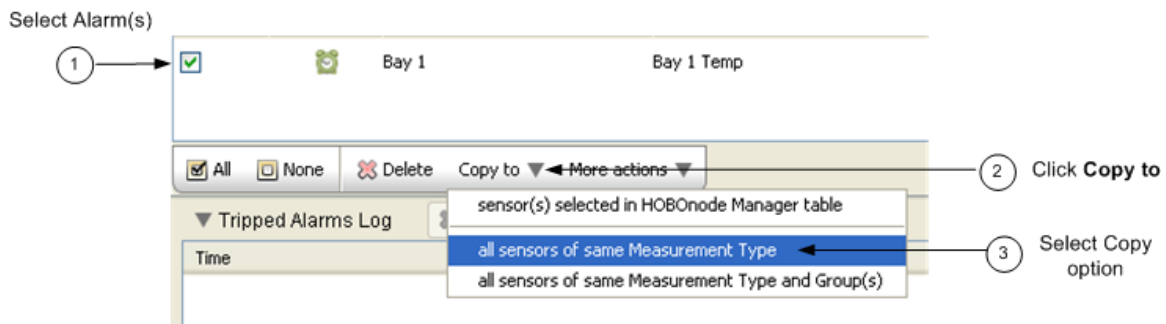 Select Alarm(s)
1
Bay 1 Bay 1 Temp
All None Delete Copy to More actions
2 Click Copy to
sensor(s) selected in HOBOnode Manager table
Tripped Alarms Log
all sensors of same Measurement Type
3 Select Copy
option
Time
all sensors of same Measurement Type and Group(s)